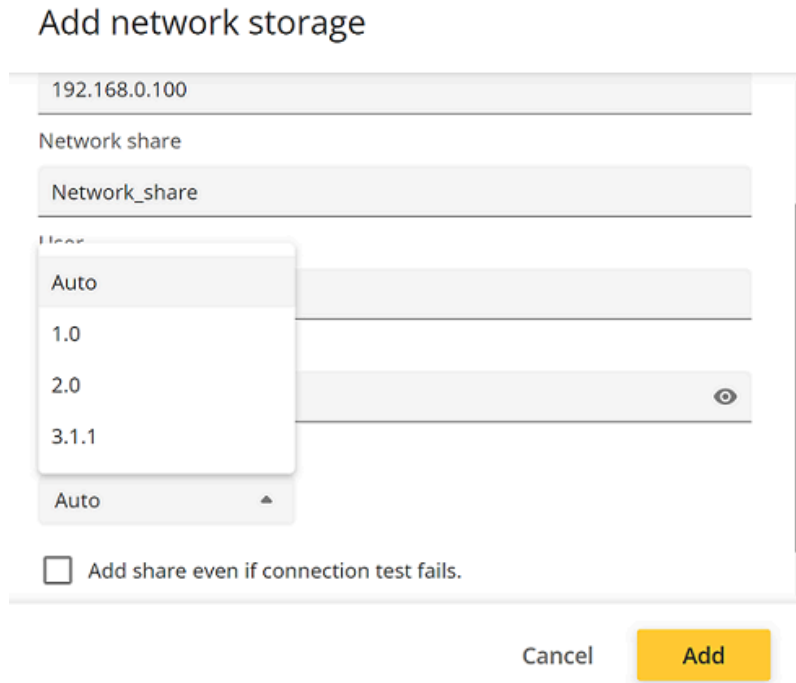 Add network storage
192.168.0.100
Network share
Network_share
User
Auto
1.0
2.0
3.1.1
Auto
Add share even if connection test fails.
Cancel
Add